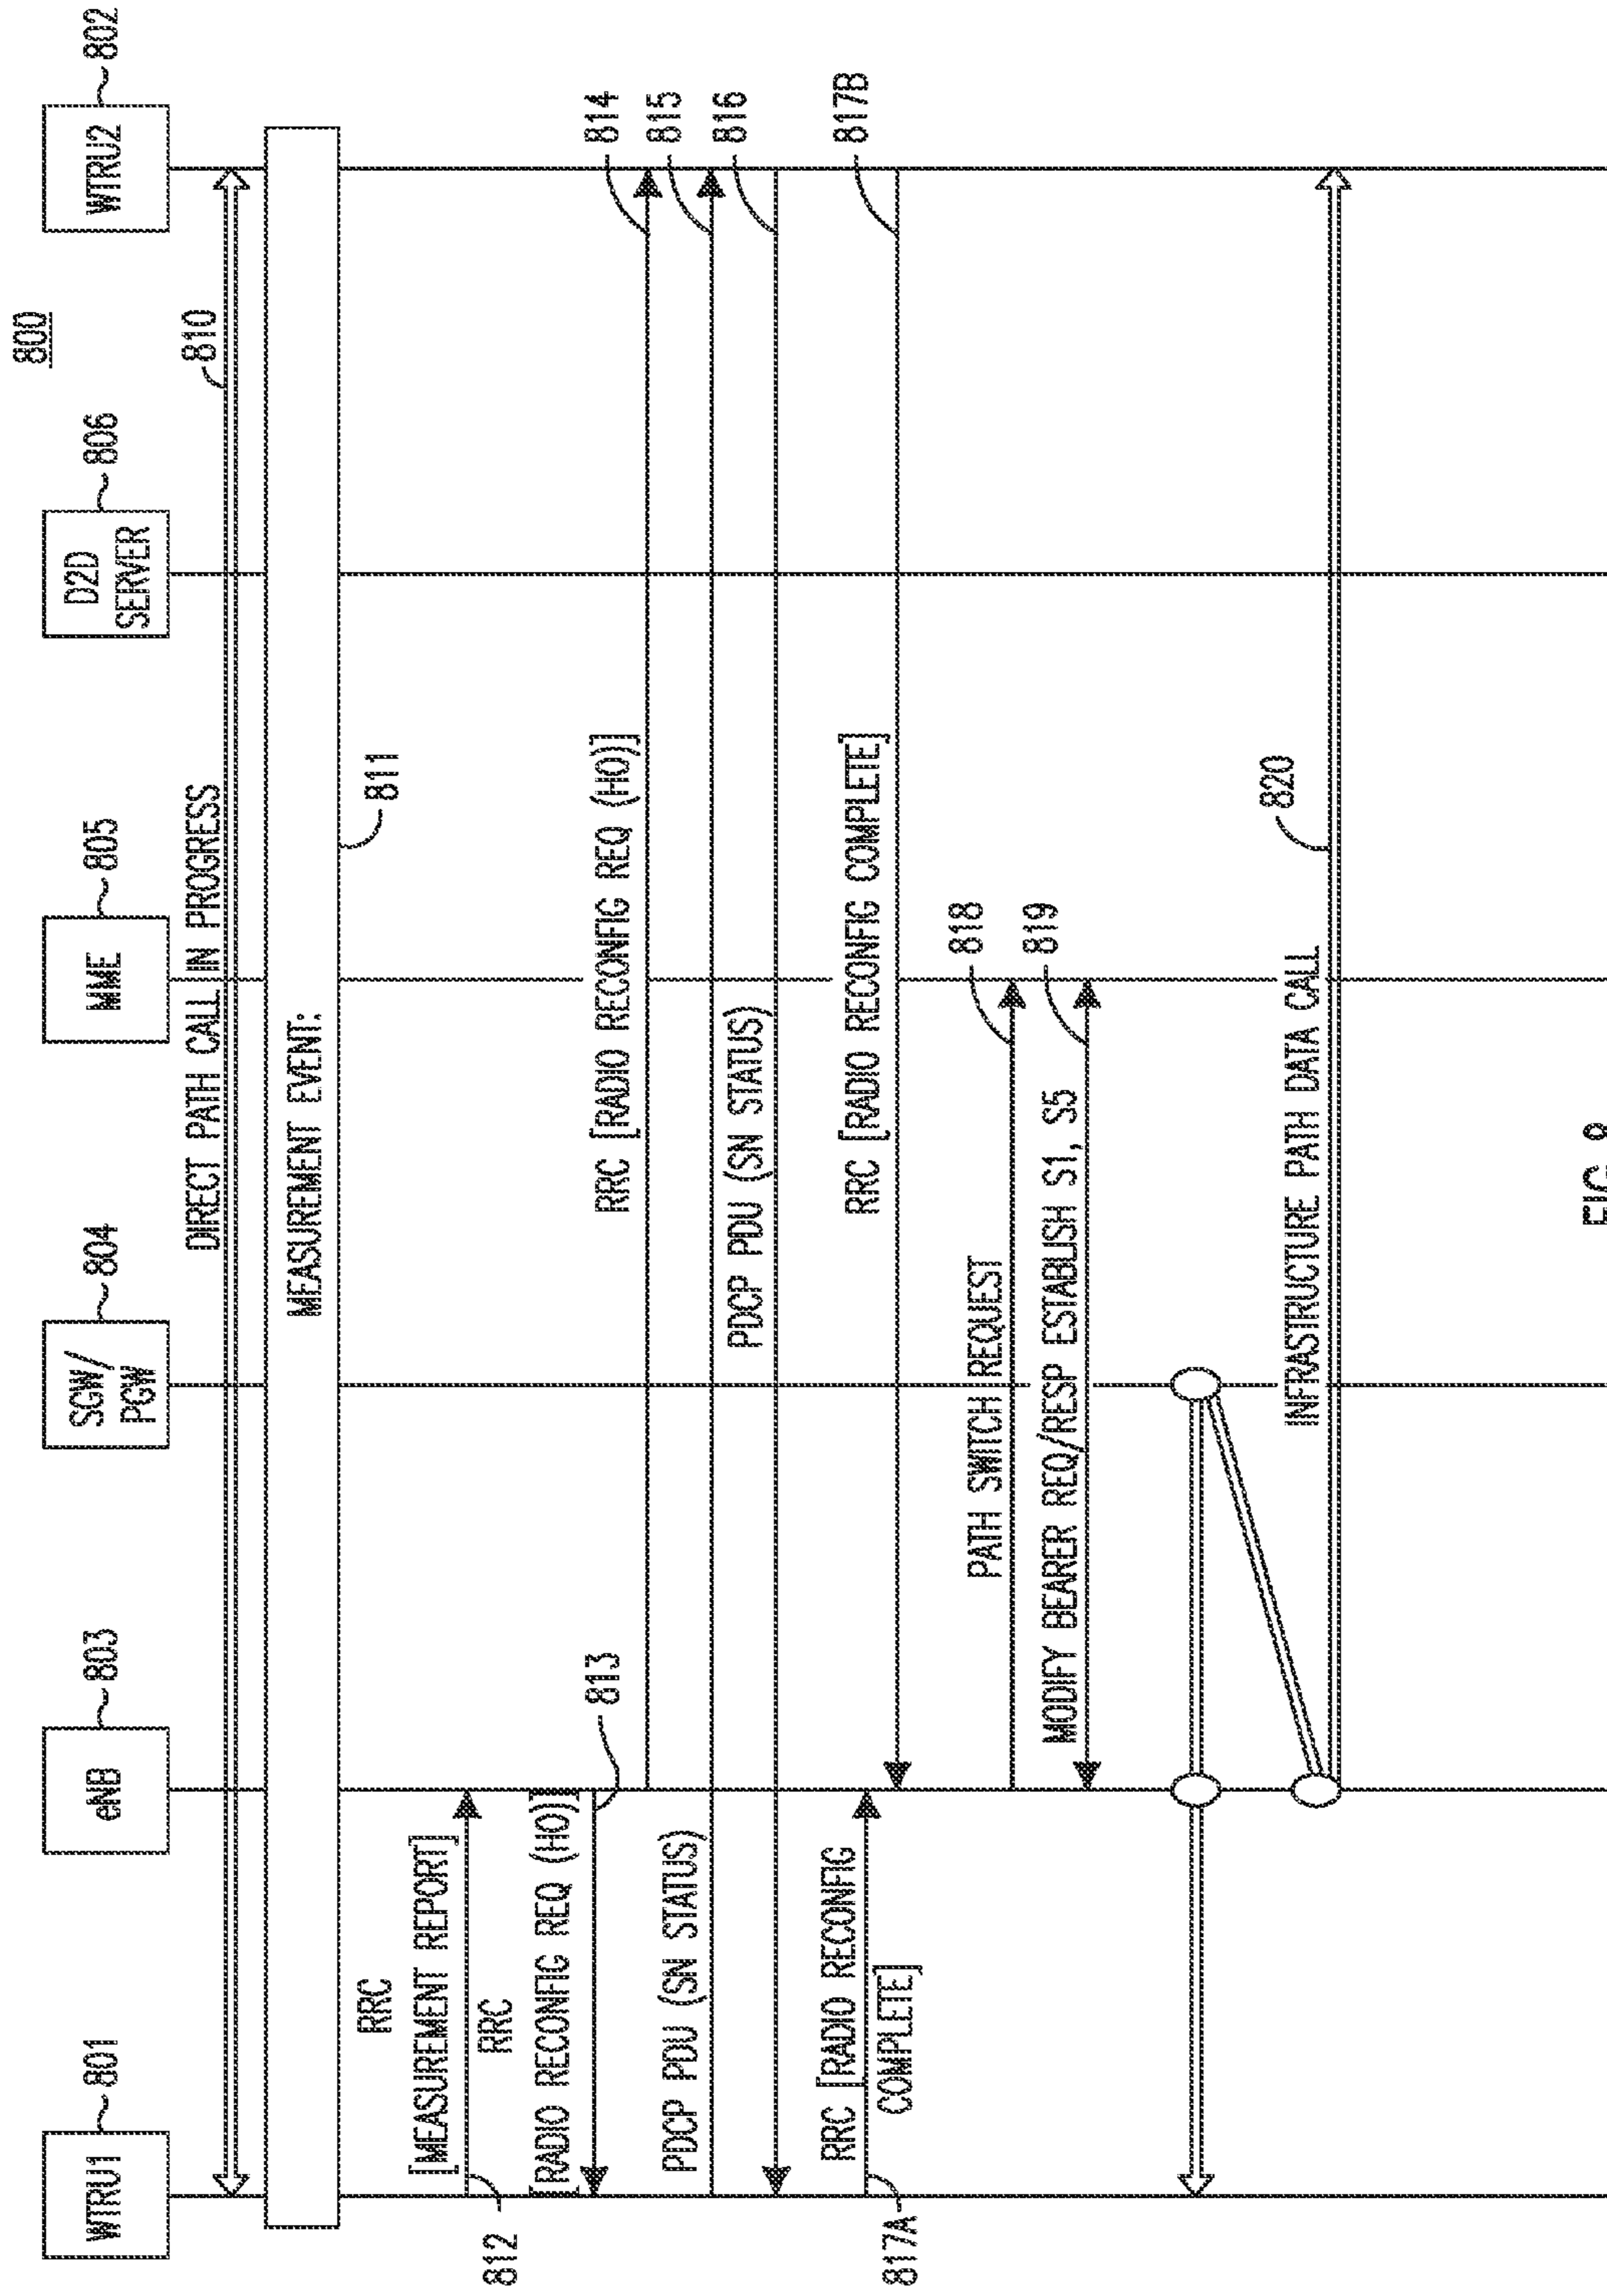 800
WTRU1
801
eNB
803
SGW/
PGW
804
MME
805
D2D
SERVER
806
WTRU2
802
DIRECT PATH CALL IN PROGRESS
810
MEASUREMENT EVENT:
811
RRC
[MEASUREMENT REPORT]
812
RRC
[RADIO RECONFIG REQ (HO)]
813
RRC [RADIO RECONFIG REQ (HO)]
814
PDCP PDU (SN STATUS)
815
PDCP PDU (SN STATUS)
816
RRC [RADIO RECONFIG
COMPLETE]
817A
RRC [RADIO RECONFIG COMPLETE]
817B
PATH SWITCH REQUEST
818
MODIFY BEARER REQ/RESP ESTABLISH S1, S5
819
INFRASTRUCTURE PATH DATA CALL
820
FIG. 8